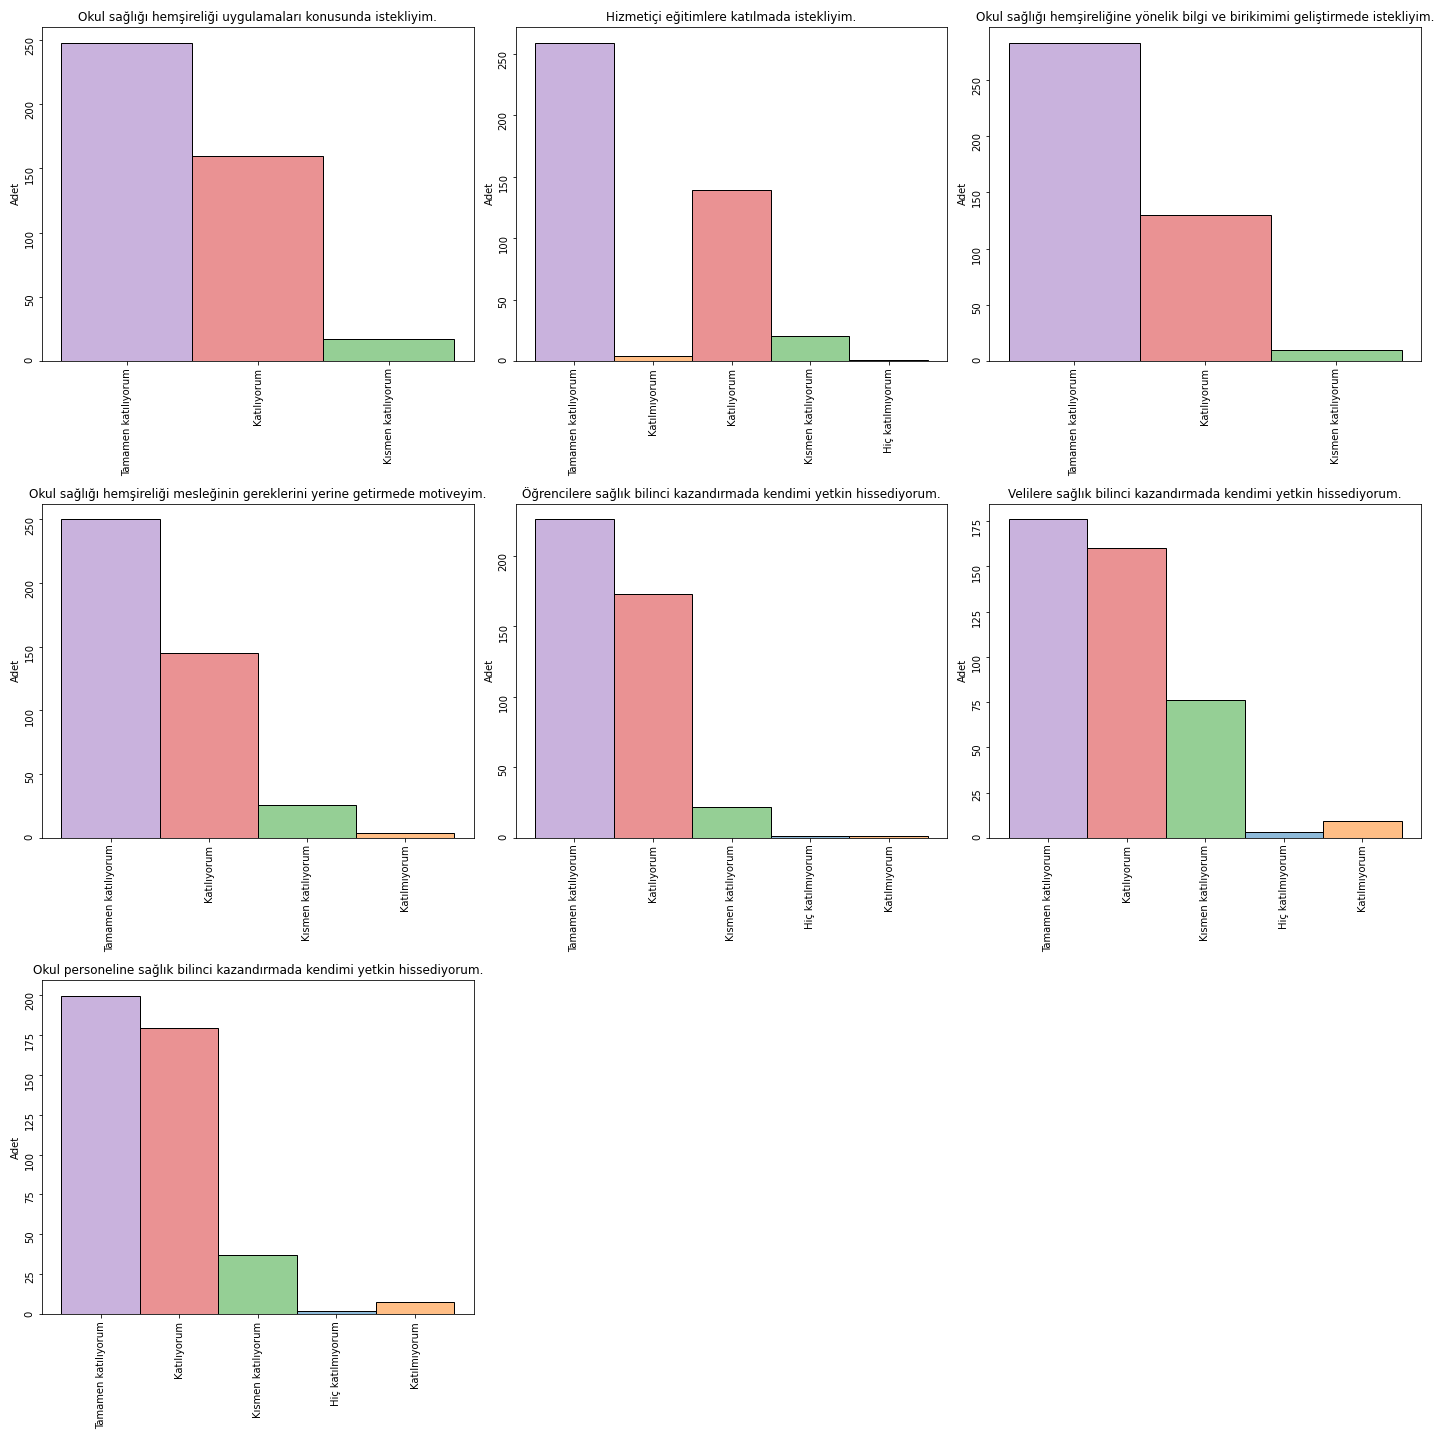 Okul sağlığı hemşireliği uygulamaları konusunda istekliyim.
Adet
250
200
150
100
50
0
Tamamen katılıyorum
Katılıyorum
Kısmen katılıyorum
Hizmetiçi eğitimlere katılmada istekliyim.
Adet
250
200
150
100
50
0
Tamamen katılıyorum
Katılmıyorum
Katılıyorum
Kısmen katılıyorum
Hiç katılmıyorum
Okul sağlığı hemşireliğine yönelik bilgi ve birikimimi geliştirmede istekliyim.
Adet
250
200
150
100
50
0
Tamamen katılıyorum
Katılıyorum
Kısmen katılıyorum
Okul sağlığı hemşireliği mesleğinin gereklerini yerine getirmede motiveyim.
Adet
250
200
150
100
50
0
Tamamen katılıyorum
Katılıyorum
Kısmen katılıyorum
Katılmıyorum
Öğrencilere sağlık bilinci kazandırmada kendimi yetkin hissediyorum.
Adet
200
150
100
50
0
Tamamen katılıyorum
Katılıyorum
Kısmen katılıyorum
Hiç katılmıyorum
Katılmıyorum
Velilere sağlık bilinci kazandırmada kendimi yetkin hissediyorum.
Adet
175
150
125
100
75
50
25
0
Tamamen katılıyorum
Katılıyorum
Kısmen katılıyorum
Hiç katılmıyorum
Katılmıyorum
Okul personeline sağlık bilinci kazandırmada kendimi yetkin hissediyorum.
Adet
200
175
150
125
100
75
50
25
0
Tamamen katılıyorum
Katılıyorum
Kısmen katılıyorum
Hiç katılmıyorum
Katılmıyorum